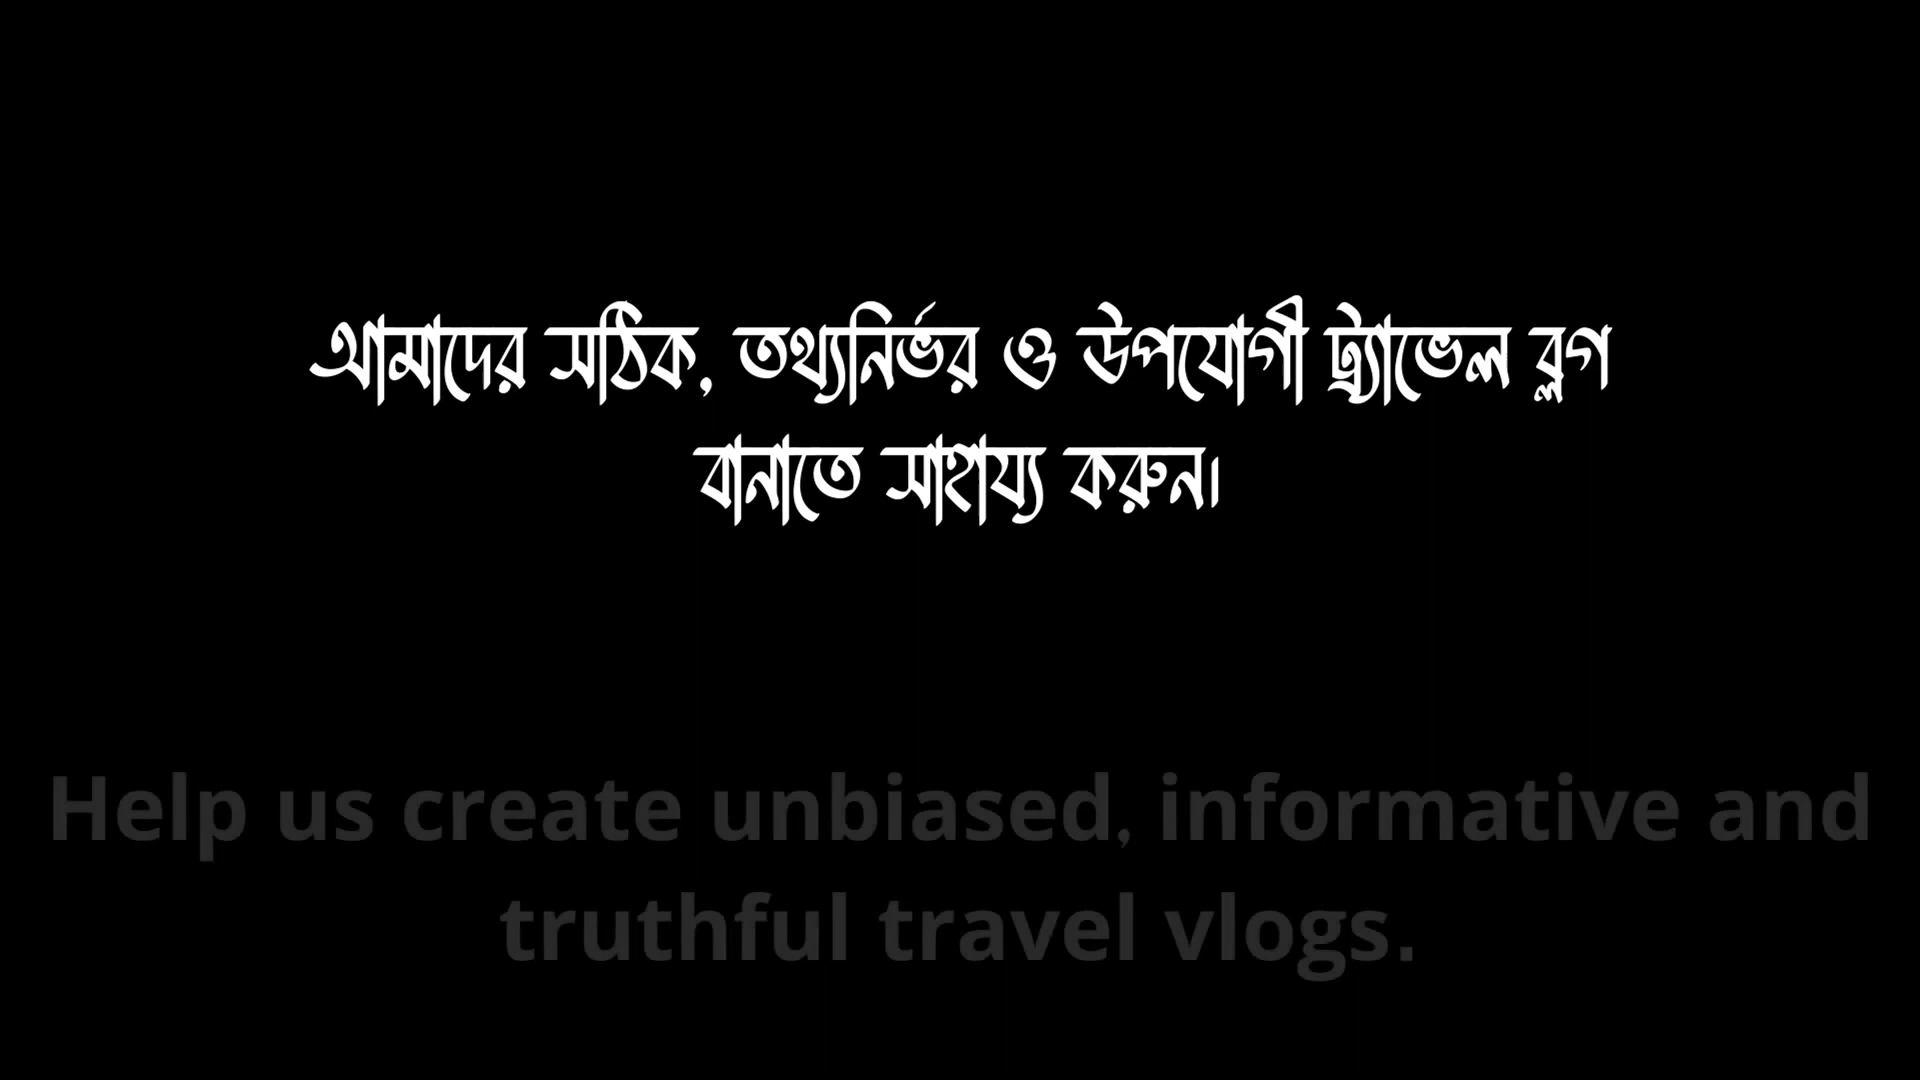 আমাদের সঠিক, তথ্যনির্ভর ও উপযোগী ট্র্যাভেল ব্লগ
বানাতে সাহায্য করুন।
Help us create unbiased, informative and
truthful travel vlogs.